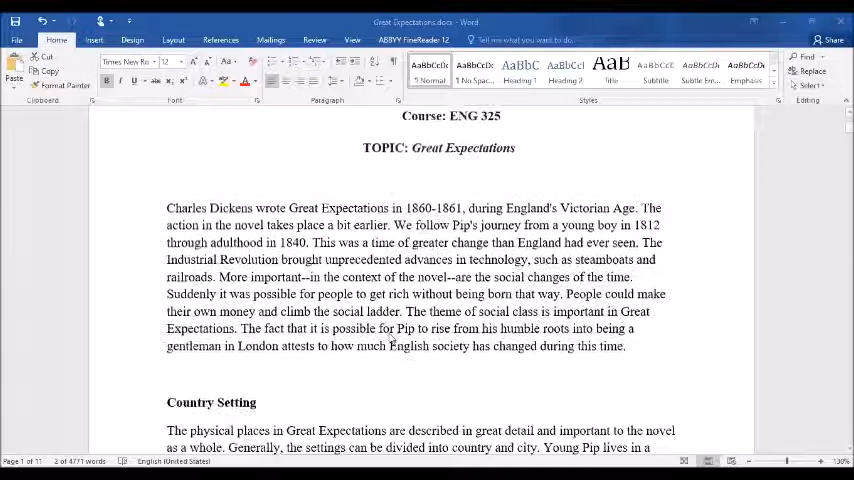 Great Expectations.docx - Word
File Home Insert Design Layout References Mailings Review View ABBYY FineReader 12 Tell me what you want to do... Share
Paste Cut Copy Format Painter
Times New Ro 12
AaBbCcDc AaBbCcDc AaBbC AaBbCcI AaB AaBbCcD AaBbCcDc AaBbCcDc
¶ Normal ¶ No Spac... Heading 1 Heading 2 Title Subtitle Subtle Em... Emphasis
Find Replace Select
Clipboard Font Paragraph Styles Editing
Course: ENG 325
TOPIC: Great Expectations
Charles Dickens wrote Great Expectations in 1860-1861, during England's Victorian Age. The
action in the novel takes place a bit earlier. We follow Pip's journey from a young boy in 1812
through adulthood in 1840. This was a time of greater change than England had ever seen. The
Industrial Revolution brought unprecedented advances in technology, such as steamboats and
railroads. More important--in the context of the novel--are the social changes of the time.
Suddenly it was possible for people to get rich without being born that way. People could make
their own money and climb the social ladder. The theme of social class is important in Great
Expectations. The fact that it is possible for Pip to rise from his humble roots into being a
gentleman in London attests to how much English society has changed during this time.
Country Setting
The physical places in Great Expectations are described in great detail and important to the novel
as a whole. Generally, the settings can be divided into country and city. Young Pip lives in a
Page 1 of 11 2 of 4771 words English (United States) 130%